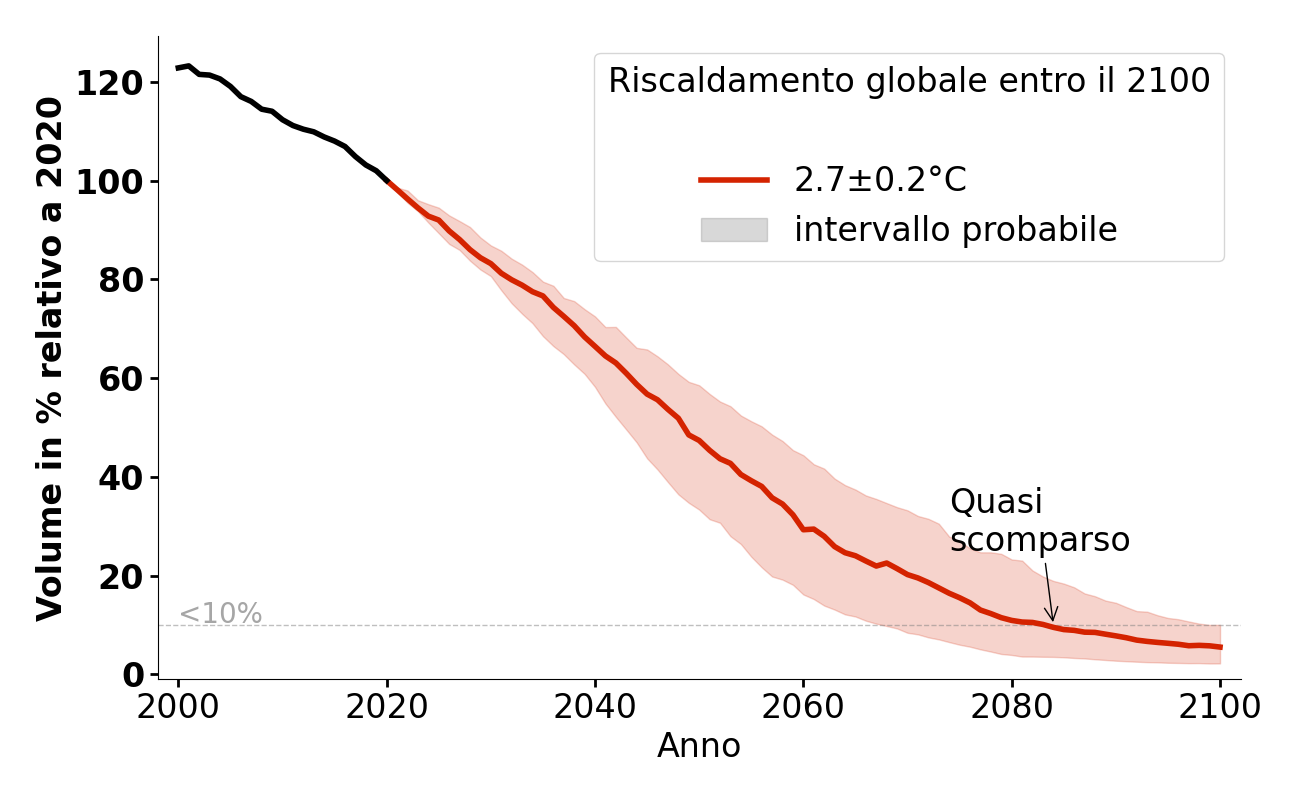 Volume in % relativo a 2020
120
100
80
60
40
20
0
Riscaldamento globale entro il 2100
2.7±0.2°C
intervallo probabile
Quasi
scomparso
<10%
2000 2020 2040 2060 2080 2100
Anno